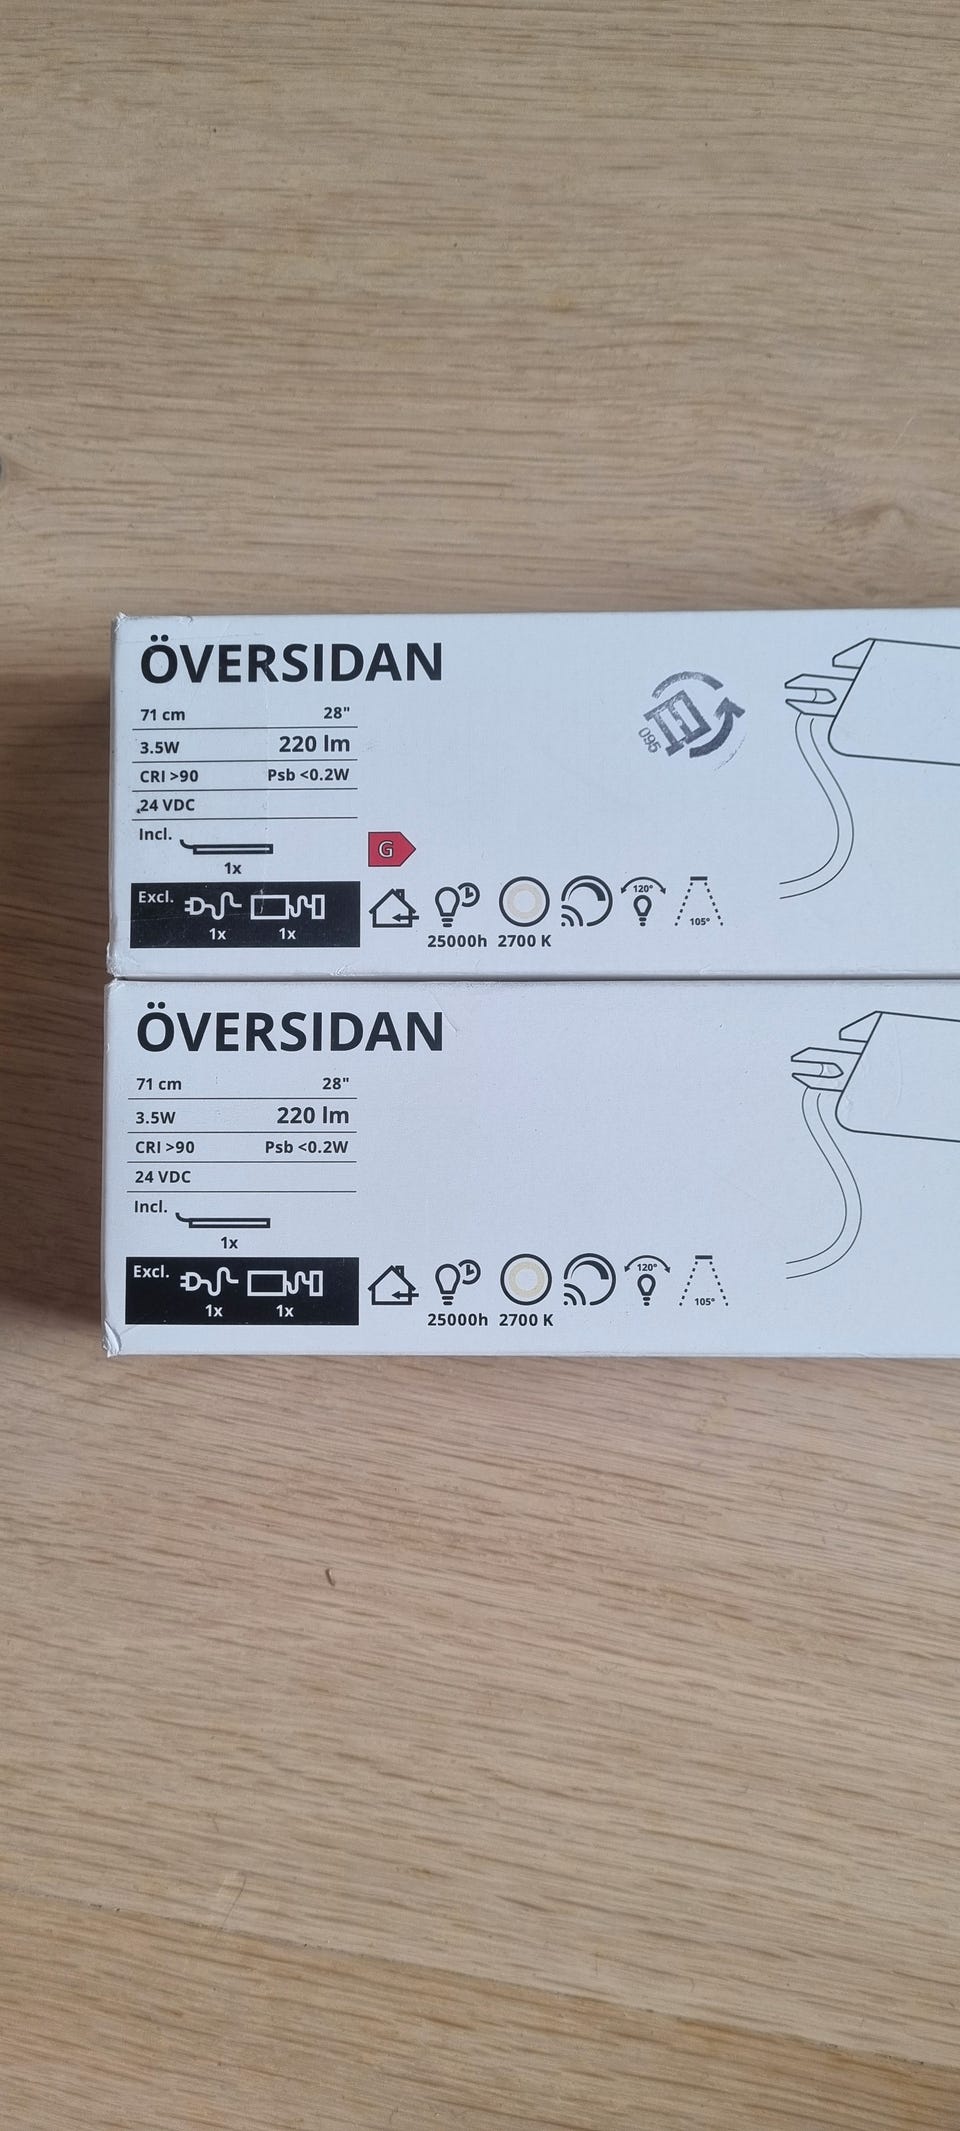 ÖVERSIDAN
71 cm 28"
3.5W 220 lm
CRI >90 Psb <0.2W
24 VDC
Incl.
1x
G
Excl.
1x 1x
25000h 2700 K 120° 105°
095
ÖVERSIDAN
71 cm 28"
3.5W 220 lm
CRI >90 Psb <0.2W
24 VDC
Incl.
1x
Excl.
1x 1x
25000h 2700 K 120° 105°